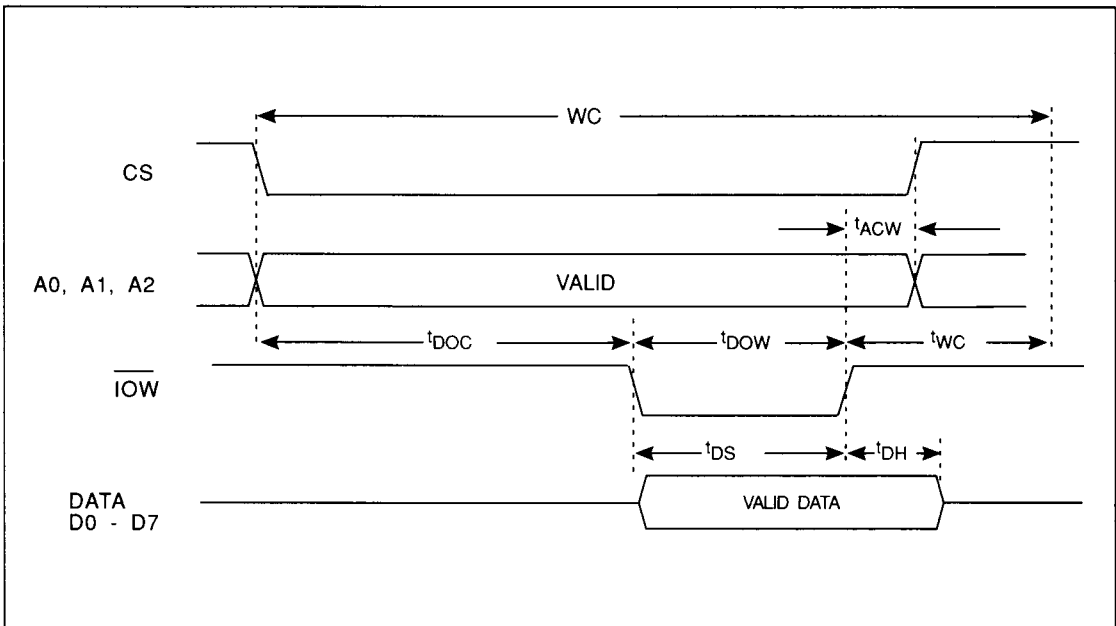 WC
CS
tACW
A0, A1, A2
VALID
tDOC
tDOW
tWC
IOW
tDS
tDH
DATA
D0 - D7
VALID DATA